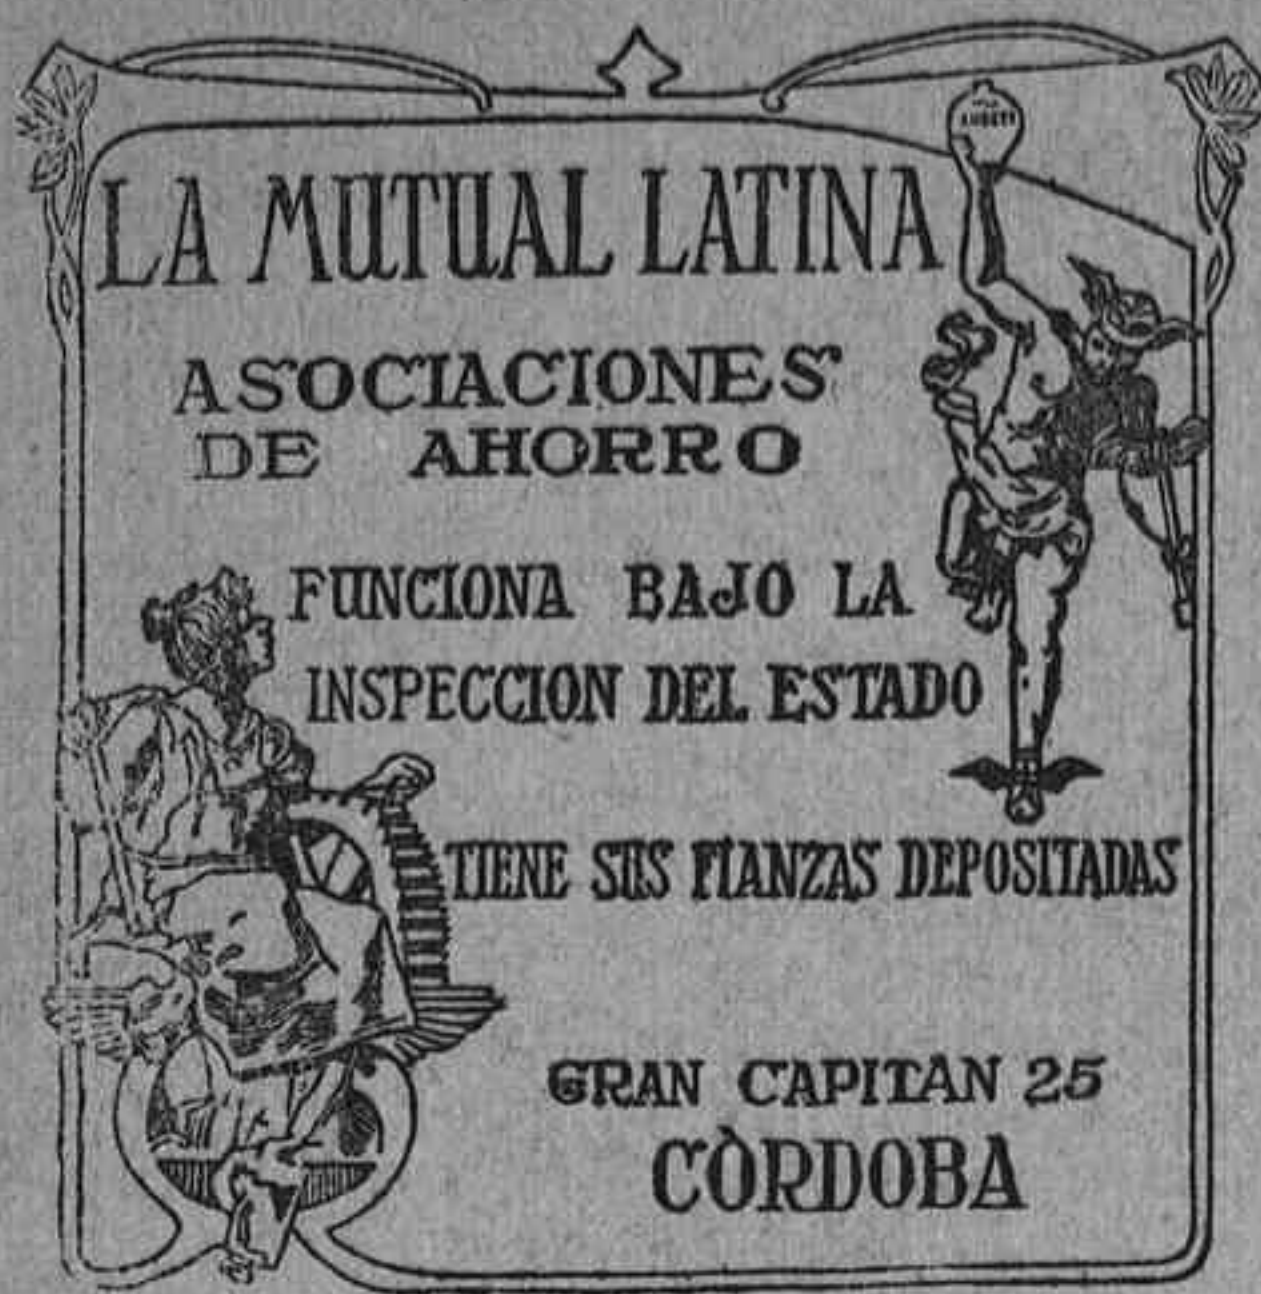 LA MUTUAL LATINA
ASOCIACIONES
DE AHORRO
FUNCIONA BAJO LA
INSPECCION DEL ESTADO
TIENE SUS FIANZAS DEPOSITADAS
GRAN CAPITAN 25
CÒRDOBA